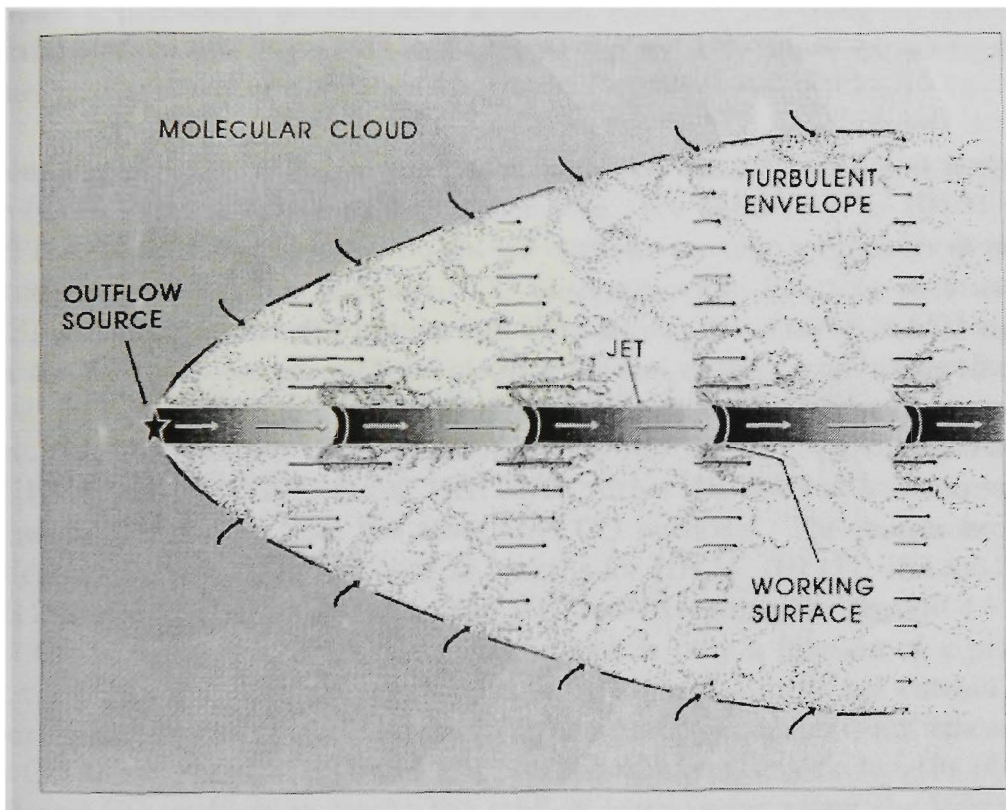 MOLECULAR CLOUD
TURBULENT
ENVELOPE
OUTFLOW
SOURCE
JET
WORKING
SURFACE